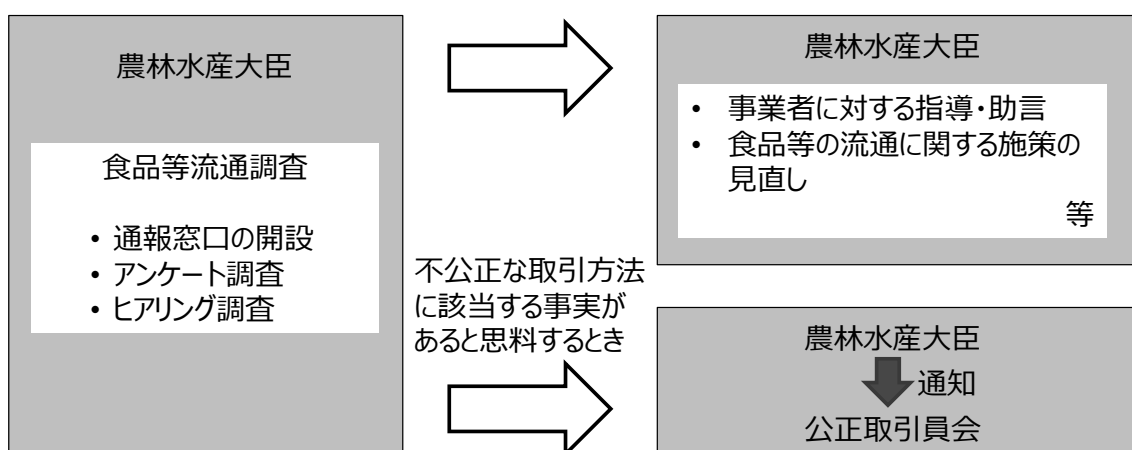 農林水産大臣
食品等流通調査
• 通報窓口の開設
• アンケート調査
• ヒアリング調査
農林水産大臣
• 事業者に対する指導・助言
• 食品等の流通に関する施策の
見直し
等
不公正な取引方法
に該当する事実が
あると思料するとき
農林水産大臣
通知
公正取引員会